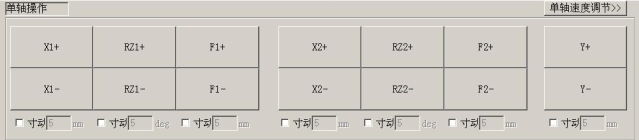 单轴操作 单轴速度调节>>
X1+ RZ1+ F1+ X2+ RZ2+ F2+ Y+
X1- RZ1- F1- X2- RZ2- F2- Y-
寸动 5 mm 寸动 5 deg 寸动 5 mm 寸动 5 mm 寸动 5 deg 寸动 5 mm 寸动 5 mm